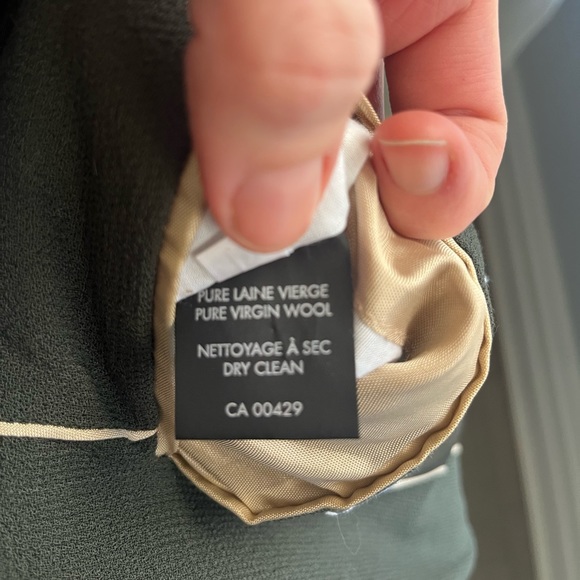 PURE LAINE VIERGE
PURE VIRGIN WOOL
NETTOYAGE À SEC
DRY CLEAN
CA 00429